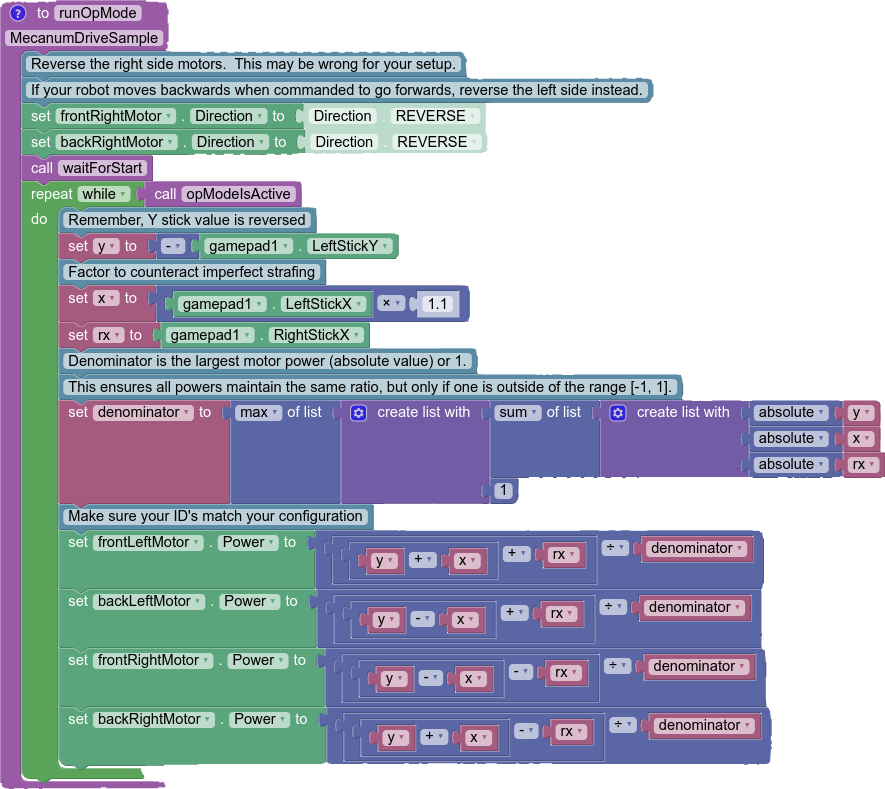 ? to runOpMode
MecanumDriveSample
Reverse the right side motors. This may be wrong for your setup.
If your robot moves backwards when commanded to go forwards, reverse the left side instead.
set frontRightMotor . Direction to Direction . REVERSE
set backRightMotor . Direction to Direction . REVERSE
call waitForStart
repeat while call opModeIsActive
do Remember, Y stick value is reversed
set y to - gamepad1 . LeftStickY
Factor to counteract imperfect strafing
set x to gamepad1 . LeftStickX × 1.1
set rx to gamepad1 . RightStickX
Denominator is the largest motor power (absolute value) or 1.
This ensures all powers maintain the same ratio, but only if one is outside of the range [-1, 1].
set denominator to max of list create list with sum of list create list with absolute y
absolute x
absolute rx
1
Make sure your ID's match your configuration
set frontLeftMotor . Power to y + x + rx ÷ denominator
set backLeftMotor . Power to y - x + rx ÷ denominator
set frontRightMotor . Power to y - x - rx ÷ denominator
set backRightMotor . Power to y + x - rx ÷ denominator